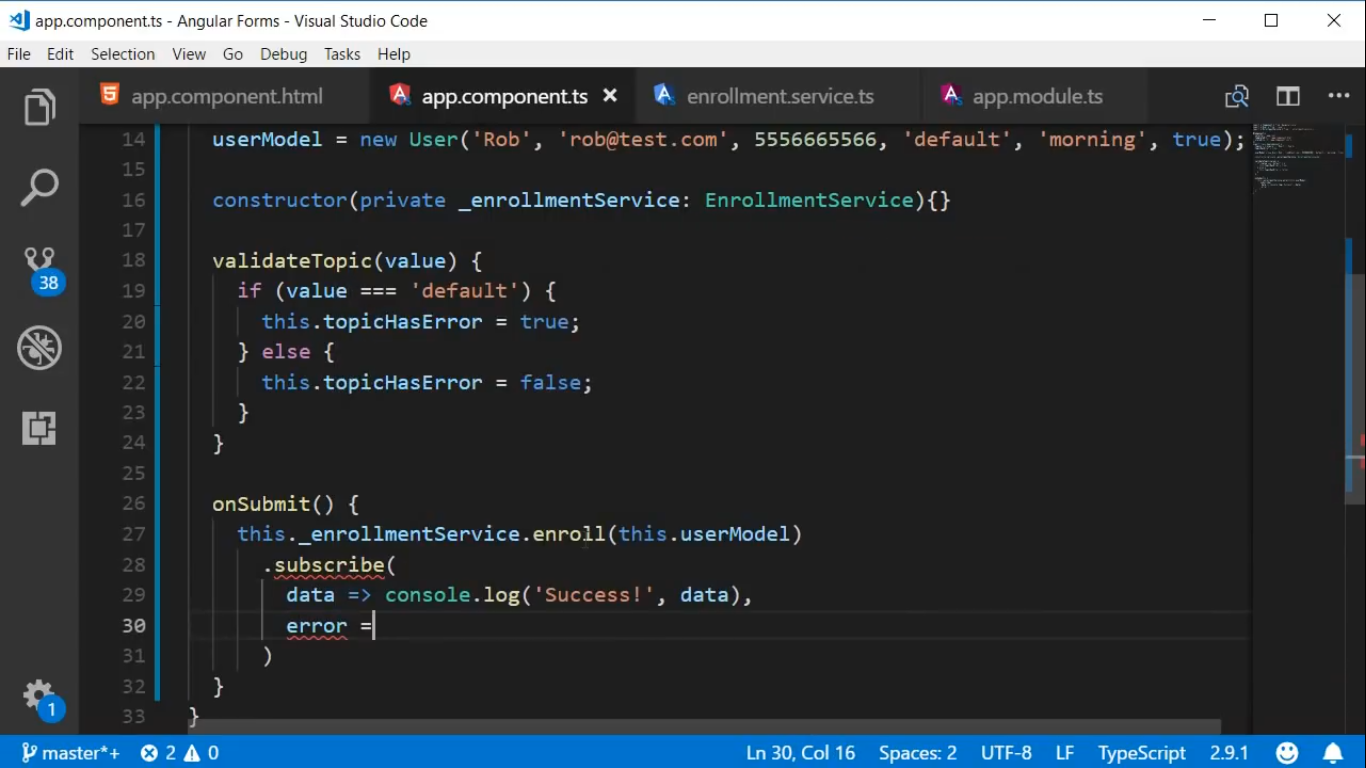 app.component.ts - Angular Forms - Visual Studio Code
File Edit Selection View Go Debug Tasks Help
app.component.html app.component.ts enrollment.service.ts app.module.ts
14 userModel = new User('Rob', 'rob@test.com', 5556665566, 'default', 'morning', true);
15
16 constructor(private _enrollmentService: EnrollmentService){}
17
18 validateTopic(value) {
19 if (value === 'default') {
20 this.topicHasError = true;
21 } else {
22 this.topicHasError = false;
23 }
24 }
25
26 onSubmit() {
27 this._enrollmentService.enroll(this.userModel)
28 .subscribe(
29 data => console.log('Success!', data),
30 error =
31 )
32 }
33 }
38
1
master*+ 2 0 Ln 30, Col 16 Spaces: 2 UTF-8 LF TypeScript 2.9.1